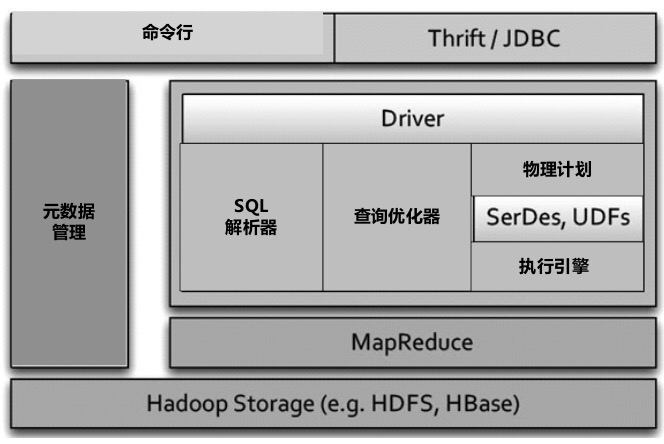 命令行
Thrift / JDBC
元数据
管理
Driver
SQL
解析器
查询优化器
物理计划
SerDes, UDFs
执行引擎
MapReduce
Hadoop Storage (e.g. HDFS, HBase)